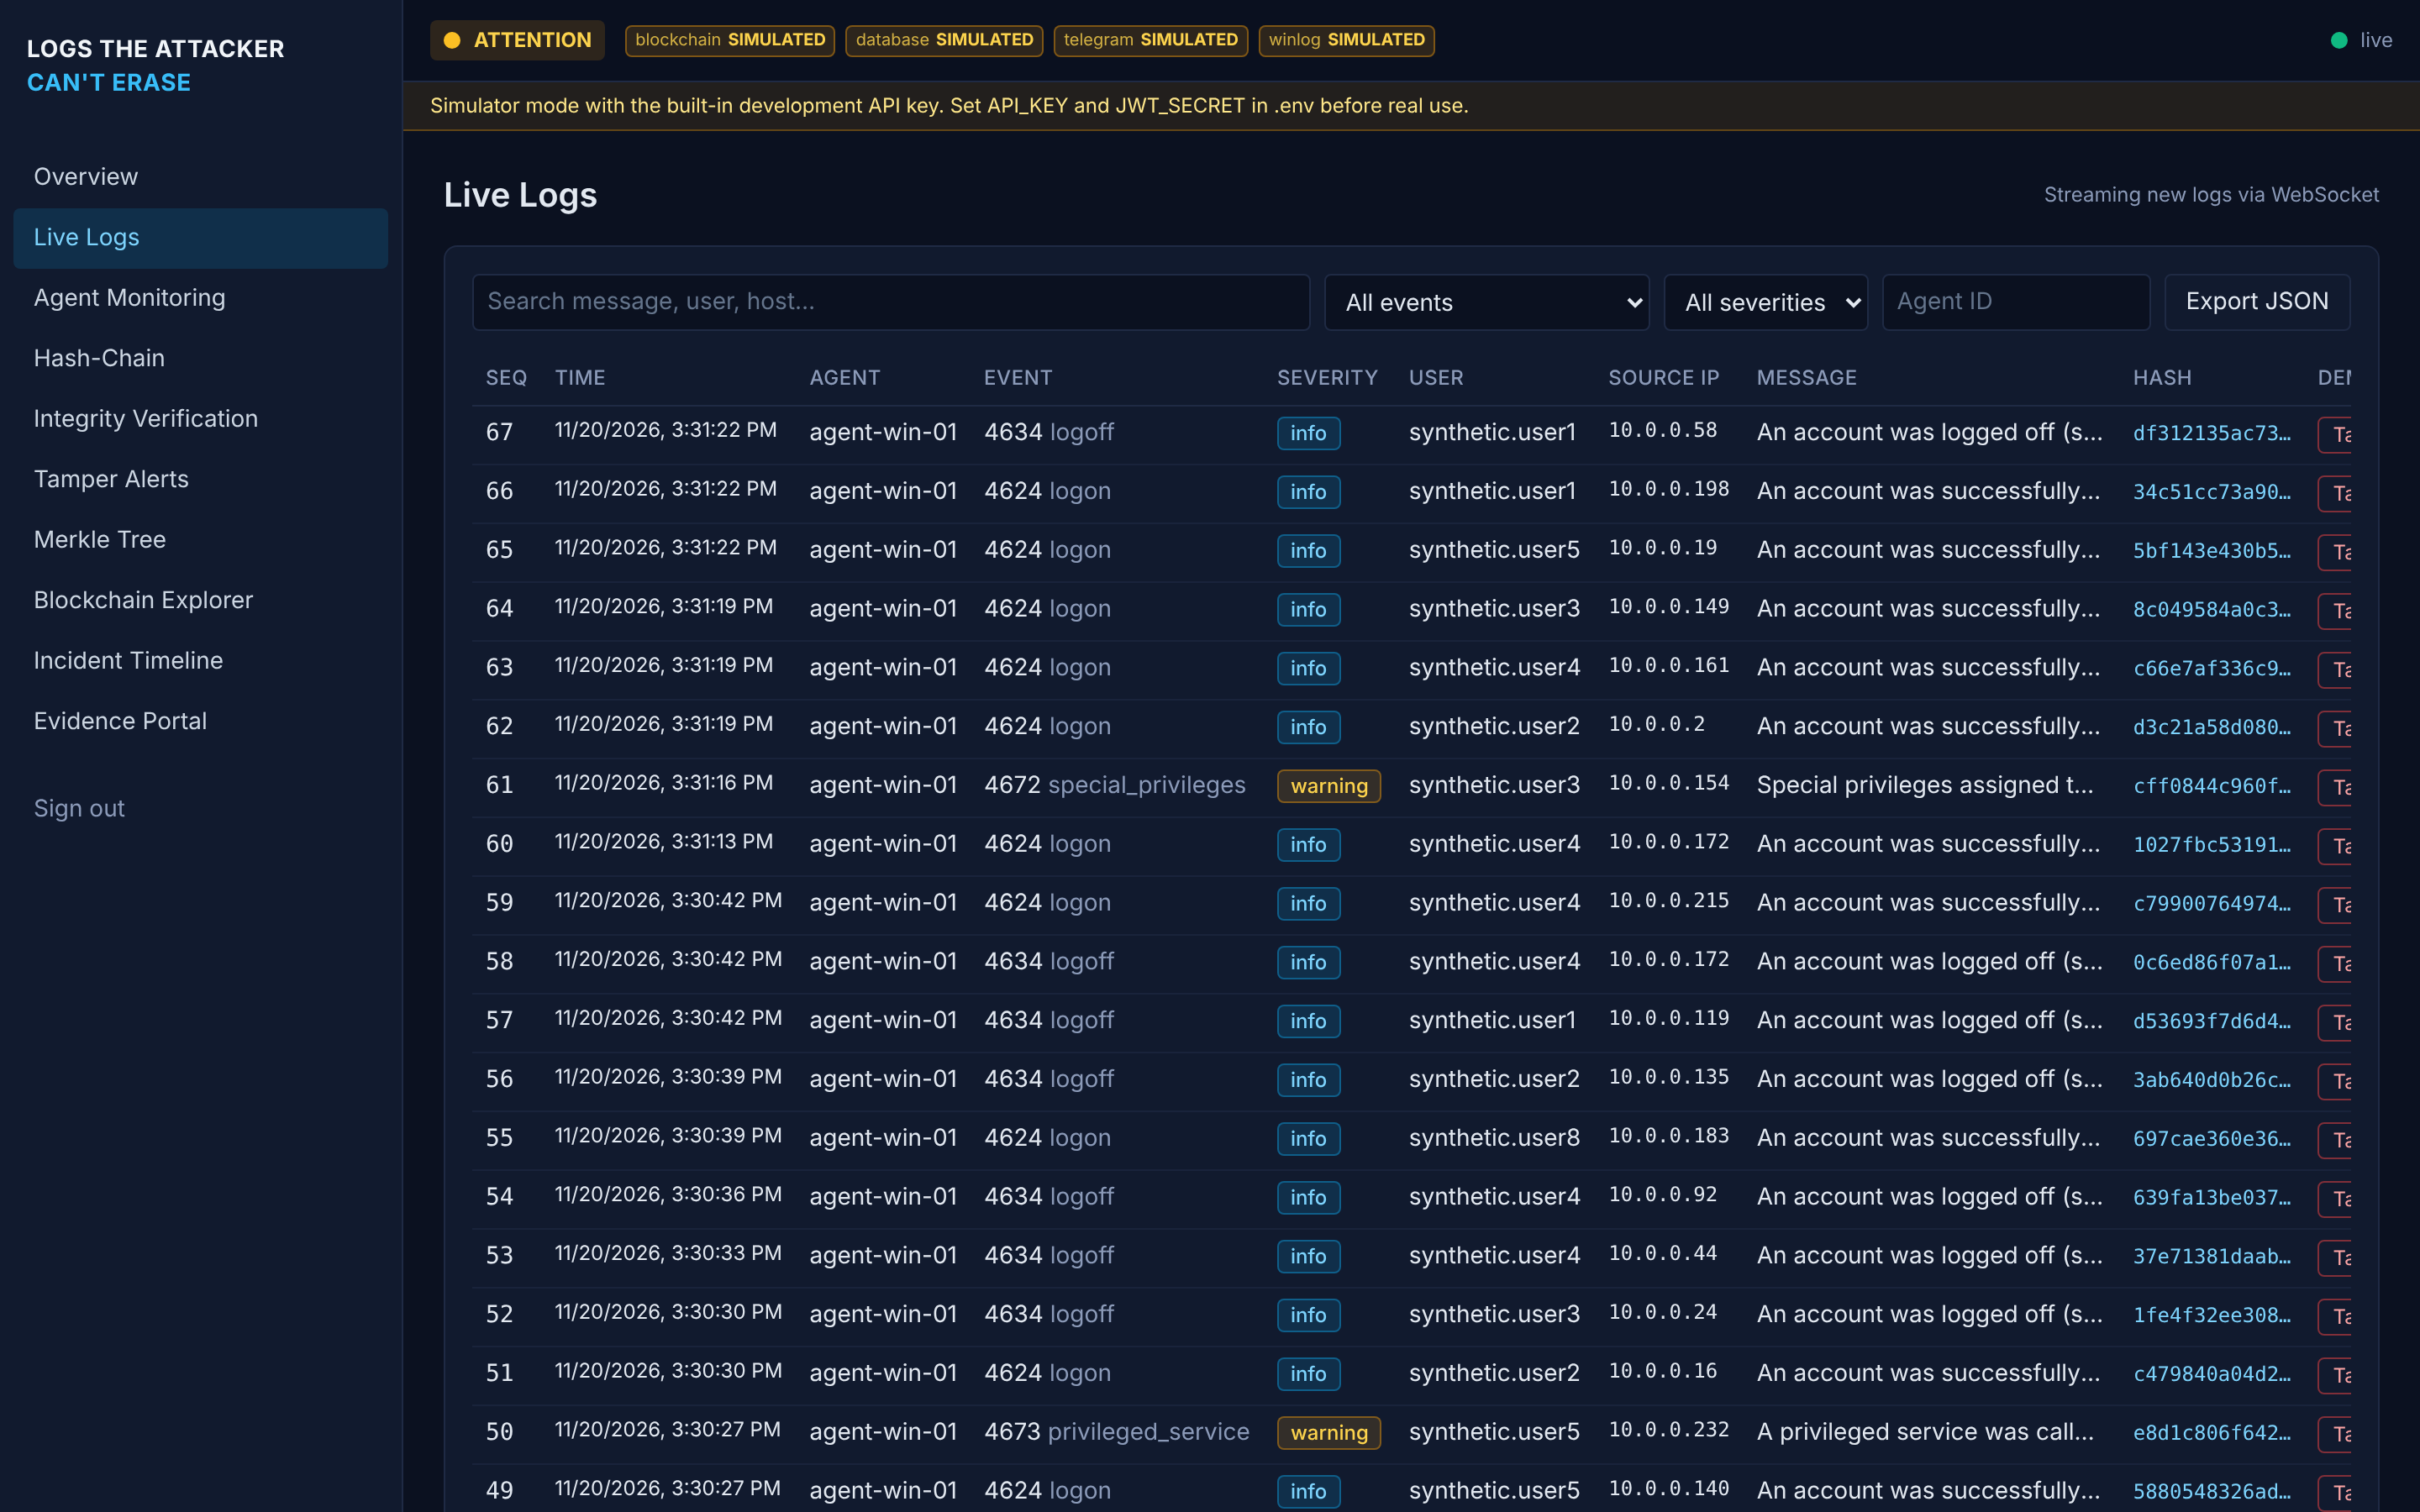 LOGS THE ATTACKER
CAN'T ERASE
Overview
Live Logs
Agent Monitoring
Hash-Chain
Integrity Verification
Tamper Alerts
Merkle Tree
Blockchain Explorer
Incident Timeline
Evidence Portal
Sign out
ATTENTION blockchain SIMULATED database SIMULATED telegram SIMULATED winlog SIMULATED live
Simulator mode with the built-in development API key. Set API_KEY and JWT_SECRET in .env before real use.
Live Logs Streaming new logs via WebSocket
Search message, user, host... All events All severities Agent ID Export JSON
SEQ TIME AGENT EVENT SEVERITY USER SOURCE IP MESSAGE HASH DEM
67 11/20/2026, 3:31:22 PM agent-win-01 4634 logoff info synthetic.user1 10.0.0.58 An account was logged off (s... df312135ac73… Ta
66 11/20/2026, 3:31:22 PM agent-win-01 4624 logon info synthetic.user1 10.0.0.198 An account was successfully... 34c51cc73a90… Ta
65 11/20/2026, 3:31:22 PM agent-win-01 4624 logon info synthetic.user5 10.0.0.19 An account was successfully... 5bf143e430b5… Ta
64 11/20/2026, 3:31:19 PM agent-win-01 4624 logon info synthetic.user3 10.0.0.149 An account was successfully... 8c049584a0c3… Ta
63 11/20/2026, 3:31:19 PM agent-win-01 4624 logon info synthetic.user4 10.0.0.161 An account was successfully... c66e7af336c9… Ta
62 11/20/2026, 3:31:19 PM agent-win-01 4624 logon info synthetic.user2 10.0.0.2 An account was successfully... d3c21a58d080… Ta
61 11/20/2026, 3:31:16 PM agent-win-01 4672 special_privileges warning synthetic.user3 10.0.0.154 Special privileges assigned t... cff0844c960f… Ta
60 11/20/2026, 3:31:13 PM agent-win-01 4624 logon info synthetic.user4 10.0.0.172 An account was successfully... 1027fbc53191… Ta
59 11/20/2026, 3:30:42 PM agent-win-01 4624 logon info synthetic.user4 10.0.0.215 An account was successfully... c79900764974… Ta
58 11/20/2026, 3:30:42 PM agent-win-01 4634 logoff info synthetic.user4 10.0.0.172 An account was logged off (s... 0c6ed86f07a1… Ta
57 11/20/2026, 3:30:42 PM agent-win-01 4634 logoff info synthetic.user1 10.0.0.119 An account was logged off (s... d53693f7d6d4… Ta
56 11/20/2026, 3:30:39 PM agent-win-01 4634 logoff info synthetic.user2 10.0.0.135 An account was logged off (s... 3ab640d0b26c… Ta
55 11/20/2026, 3:30:39 PM agent-win-01 4624 logon info synthetic.user8 10.0.0.183 An account was successfully... 697cae360e36… Ta
54 11/20/2026, 3:30:36 PM agent-win-01 4634 logoff info synthetic.user4 10.0.0.92 An account was logged off (s... 639fa13be037… Ta
53 11/20/2026, 3:30:33 PM agent-win-01 4634 logoff info synthetic.user4 10.0.0.44 An account was logged off (s... 37e71381daab… Ta
52 11/20/2026, 3:30:30 PM agent-win-01 4634 logoff info synthetic.user3 10.0.0.24 An account was logged off (s... 1fe4f32ee308… Ta
51 11/20/2026, 3:30:30 PM agent-win-01 4624 logon info synthetic.user2 10.0.0.16 An account was successfully... c479840a04d2… Ta
50 11/20/2026, 3:30:27 PM agent-win-01 4673 privileged_service warning synthetic.user5 10.0.0.232 A privileged service was call... e8d1c806f642… Ta
49 11/20/2026, 3:30:27 PM agent-win-01 4624 logon info synthetic.user5 10.0.0.140 An account was successfully... 5880548326ad… Ta